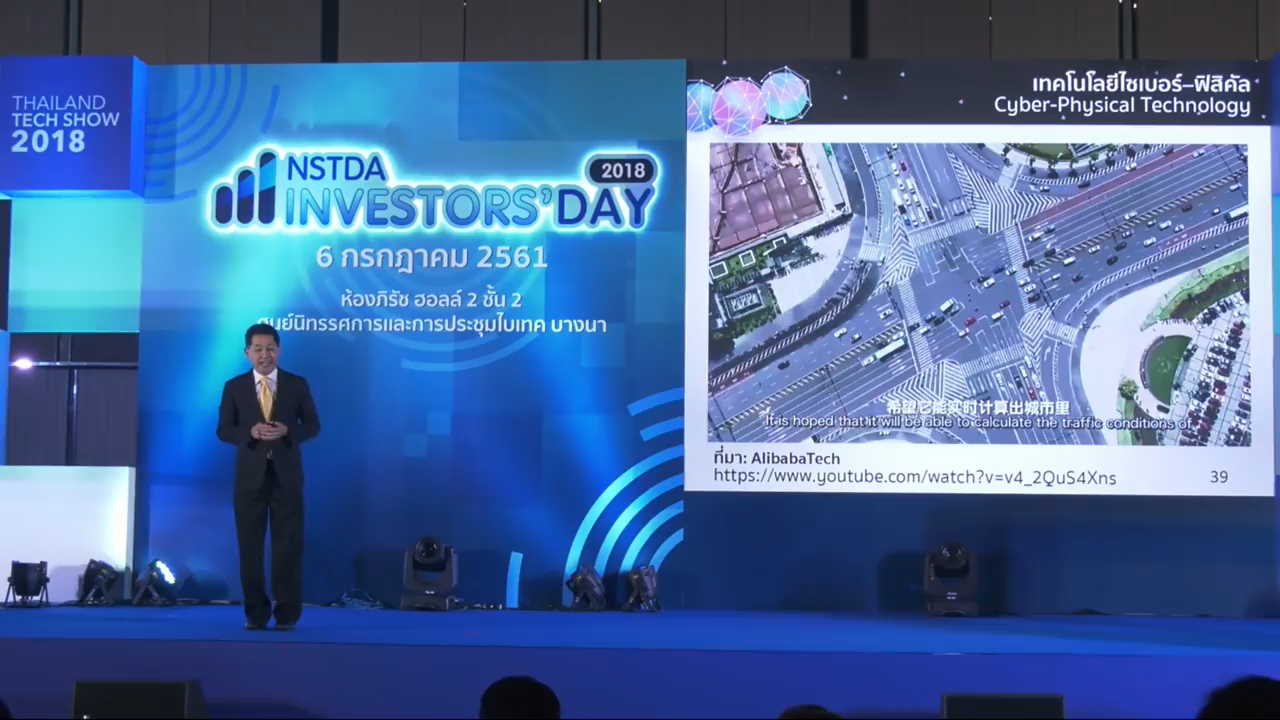 THAILAND
TECH SHOW
2018
NSTDA
2018
INVESTORS'DAY
6 กรกฎาคม 2561
ห้องภิรัช ฮอลล์ 2 ชั้น 2
ศูนย์นิทรรศการและการประชุมไบเทค บางนา
เทคโนโลยีไซเบอร์-ฟิสิคัล
Cyber-Physical Technology
希望它能实时计算出城市里
It is hoped that it will be able to calculate the traffic conditions of
ที่มา: AlibabaTech
https://www.youtube.com/watch?v=v4_2QuS4Xns
39